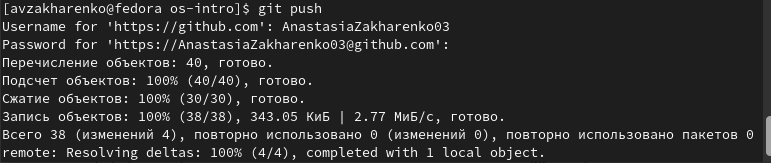 [avzakharenko@fedora os-intro]$ git push
Username for 'https://github.com': AnastasiaZakharenko03
Password for 'https://AnastasiaZakharenko03@github.com':
Перечисление объектов: 40, готово.
Подсчет объектов: 100% (40/40), готово.
Сжатие объектов: 100% (30/30), готово.
Запись объектов: 100% (38/38), 343.05 КиБ | 2.77 МиБ/с, готово.
Всего 38 (изменений 4), повторно использовано 0 (изменений 0), повторно использовано пакетов 0
remote: Resolving deltas: 100% (4/4), completed with 1 local object.